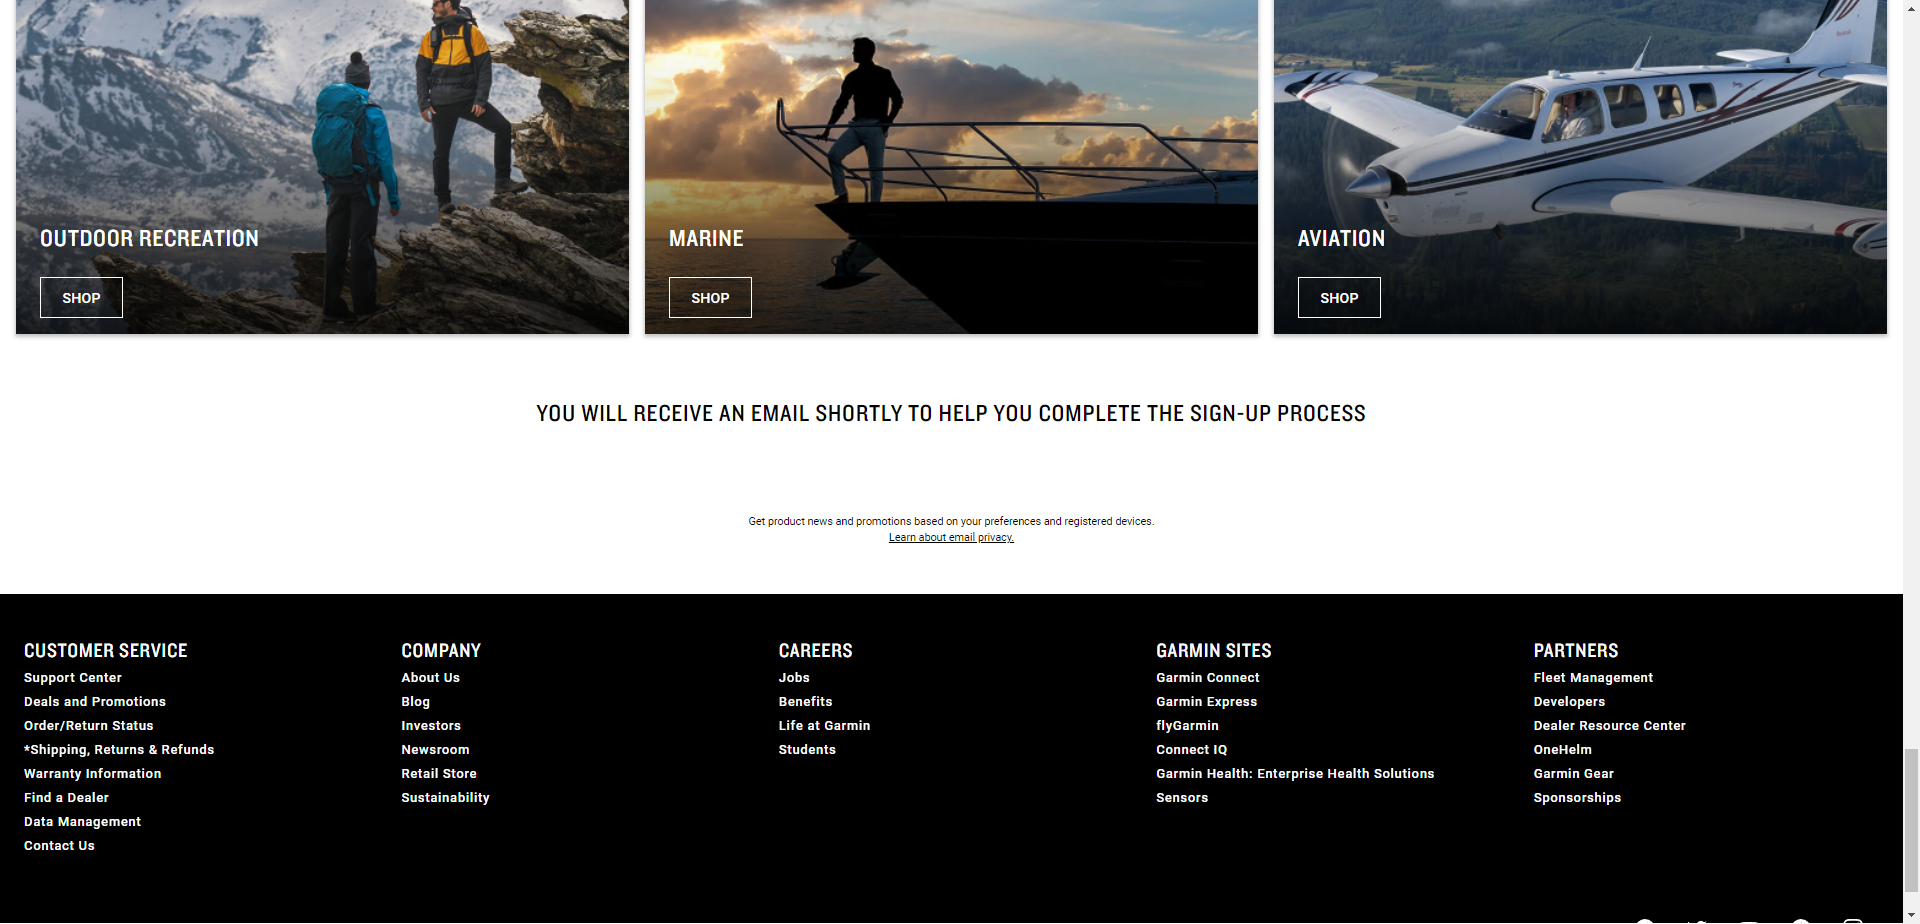 OUTDOOR RECREATION
SHOP
MARINE
SHOP
AVIATION
SHOP
YOU WILL RECEIVE AN EMAIL SHORTLY TO HELP YOU COMPLETE THE SIGN-UP PROCESS
Get product news and promotions based on your preferences and registered devices.
Learn about email privacy.
CUSTOMER SERVICE
Support Center
Deals and Promotions
Order/Return Status
*Shipping, Returns & Refunds
Warranty Information
Find a Dealer
Data Management
Contact Us
COMPANY
About Us
Blog
Investors
Newsroom
Retail Store
Sustainability
CAREERS
Jobs
Benefits
Life at Garmin
Students
GARMIN SITES
Garmin Connect
Garmin Express
flyGarmin
Connect IQ
Garmin Health: Enterprise Health Solutions
Sensors
PARTNERS
Fleet Management
Developers
Dealer Resource Center
OneHelm
Garmin Gear
Sponsorships